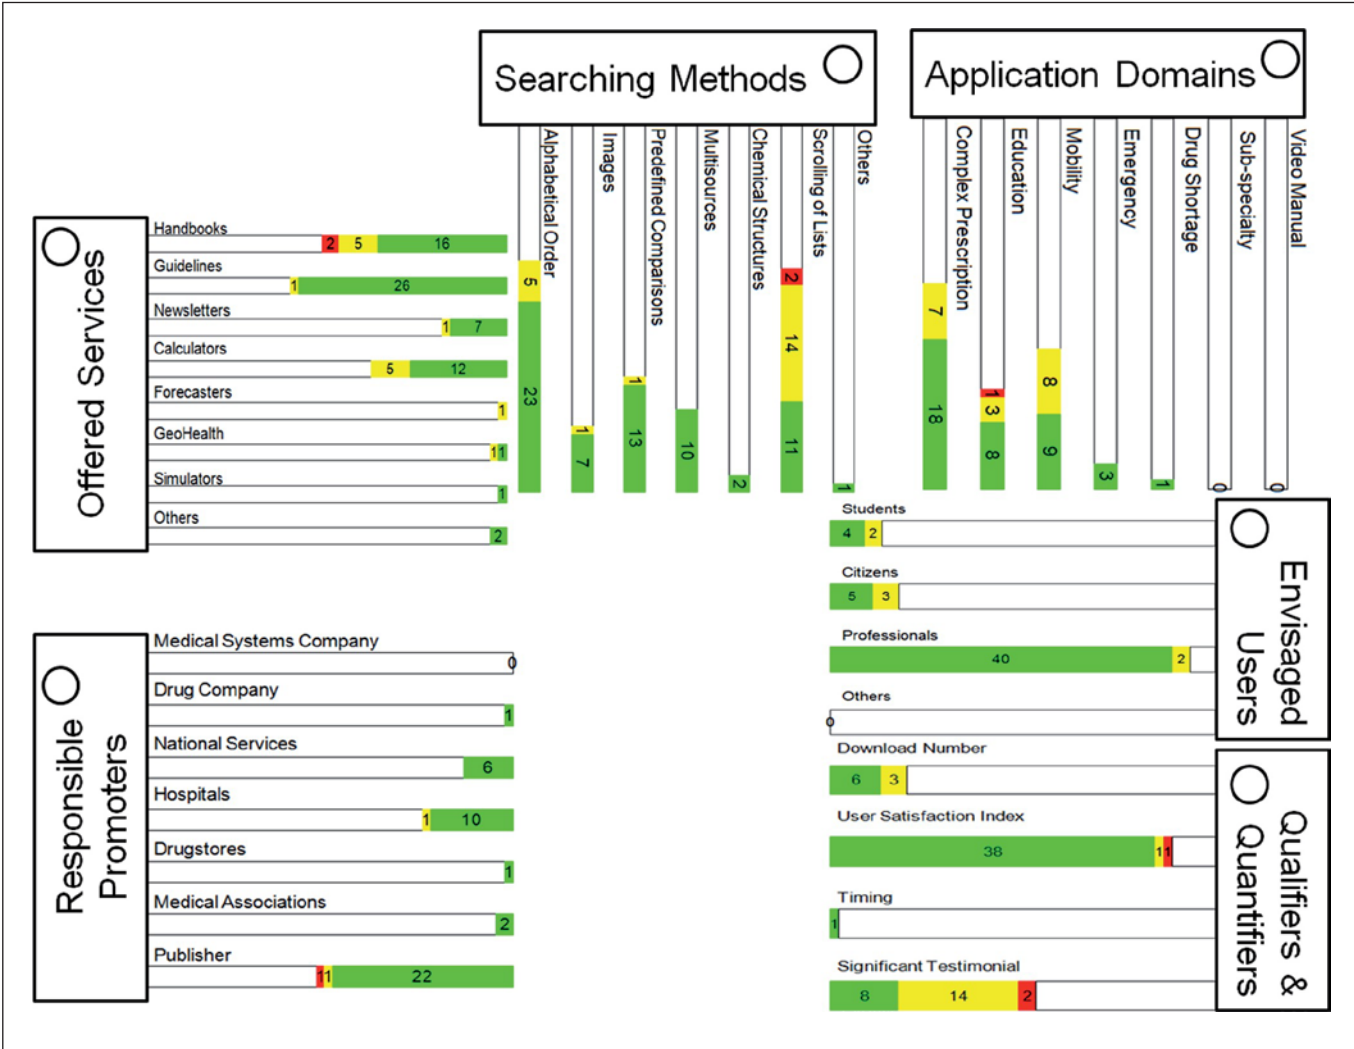 Searching Methods
Alphabetical Order
5
23
Images
1
7
Predefined Comparisons
1
13
Multisources
10
Chemical Structures
2
Scrolling of Lists
2
14
11
Others
1
Application Domains
Complex Prescription
7
18
Education
1
3
8
Mobility
8
9
Emergency
3
Drug Shortage
1
Sub-specialty
0
Video Manual
0
Offered Services
Handbooks
2 5 16
Guidelines
1 26
Newsletters
1 7
Calculators
5 12
Forecasters
1
GeoHealth
1 1
Simulators
1
Others
2
Responsible
Promoters
Medical Systems Company
0
Drug Company
1
National Services
6
Hospitals
1 10
Drugstores
1
Medical Associations
2
Publisher
1 1 22
Envisaged
Users
Students
4 2
Citizens
5 3
Professionals
40 2
Others
0
Qualifiers &
Quantifiers
Download Number
6 3
User Satisfaction Index
38 1 1
Timing
1
Significant Testimonial
8 14 2